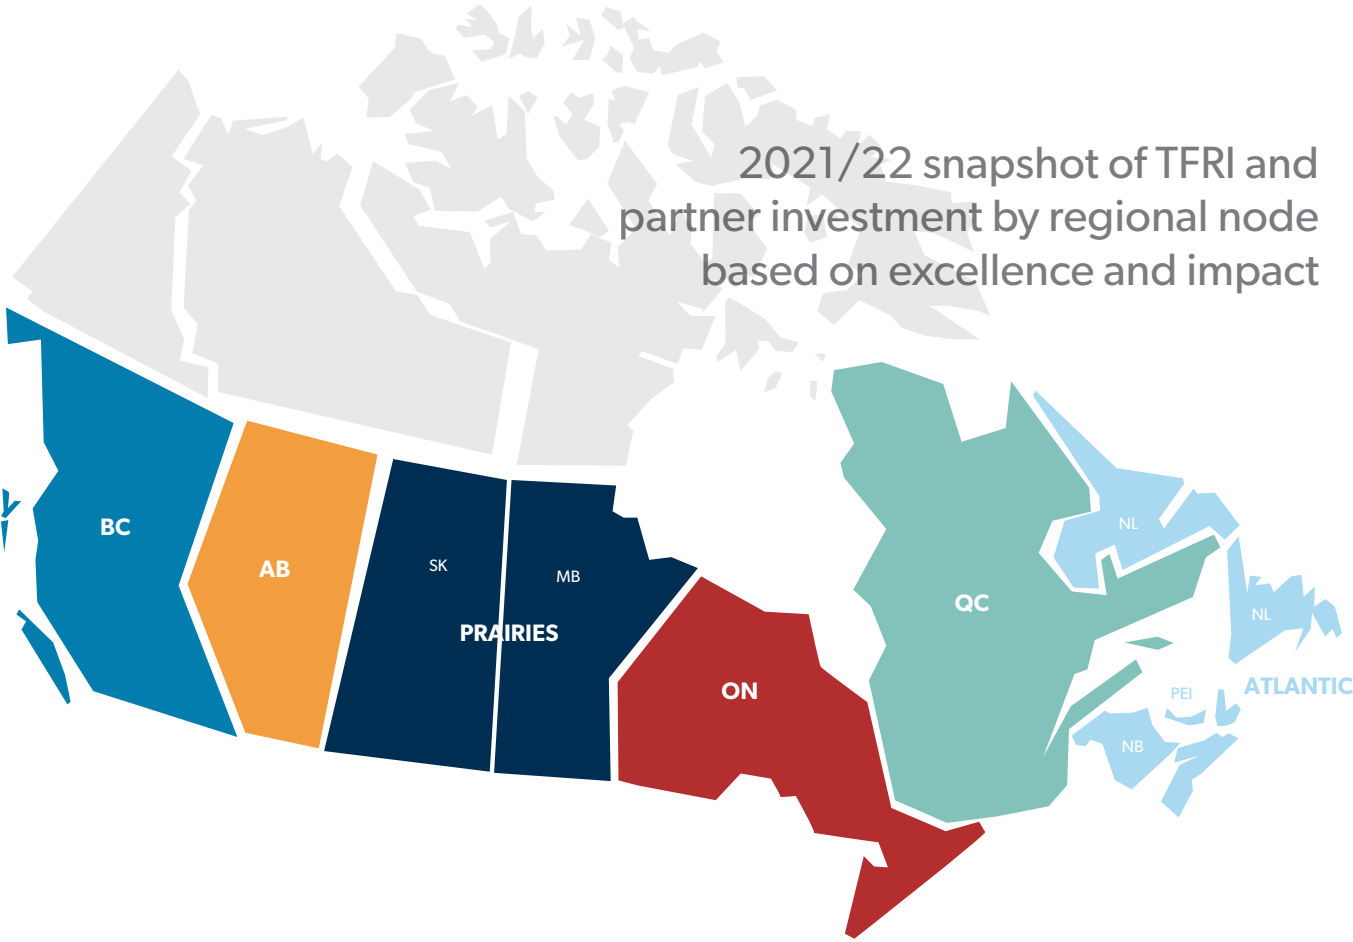 2021/22 snapshot of TFRI and
partner investment by regional node
based on excellence and impact
BC
AB
SK
MB
PRAIRIES
ON
QC
NL
NL
ATLANTIC
PEI
NB